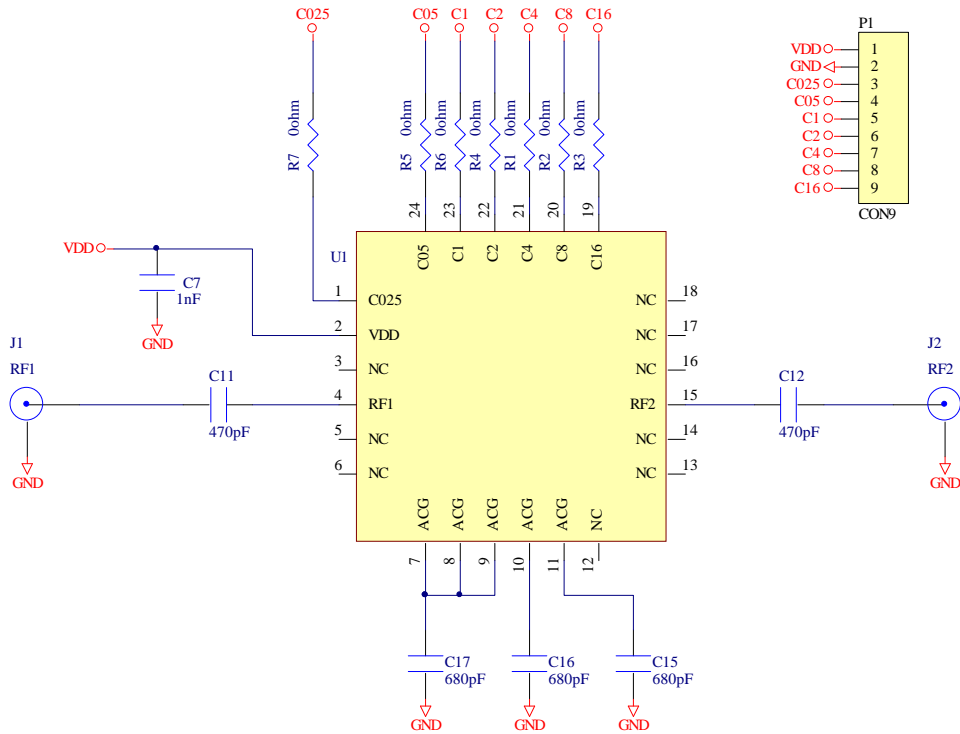 C025
C05
C1
C2
C4
C8
C16
P1
VDD
1
GND
2
C025
3
C05
4
C1
5
C2
6
C4
7
C8
8
C16
9
CON9
R7 0ohm
R5 0ohm
R6 0ohm
R4 0ohm
R1 0ohm
R2 0ohm
R3 0ohm
24
23
22
21
20
19
U1
C05
C1
C2
C4
C8
C16
VDD
C7
1nF
GND
1
C025
2
VDD
3
NC
4
RF1
5
NC
6
NC
NC
18
NC
17
NC
16
RF2
15
NC
14
NC
13
J1
RF1
GND
C11
470pF
C12
470pF
J2
RF2
GND
ACG
ACG
ACG
ACG
ACG
NC
7
8
9
10
11
12
C17
680pF
GND
C16
680pF
GND
C15
680pF
GND